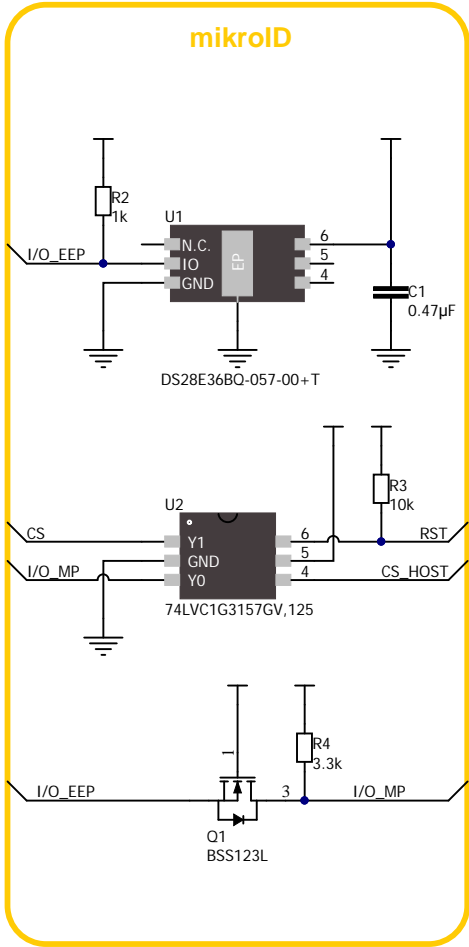 mikroID
R2
1k
U1
I/O_EEP
N.C.
IO
GND
EP
6
5
4
C1
0.47µF
DS28E36BQ-057-00+T
R3
10k
U2
CS
I/O_MP
Y1
GND
Y0
6
5
4
RST
CS_HOST
74LVC1G3157GV,125
1
R4
3.3k
I/O_EEP
3
I/O_MP
Q1
BSS123L